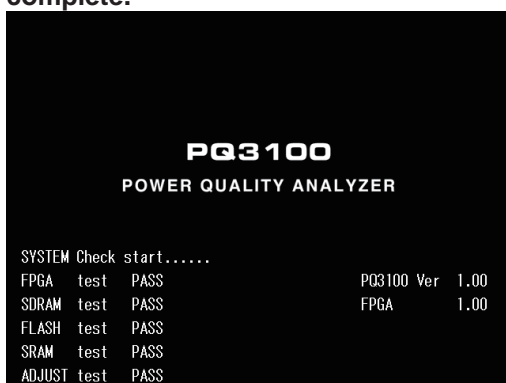 complete.
PQ3100
POWER QUALITY ANALYZER
SYSTEM Check start......
FPGA test PASS PQ3100 Ver 1.00
SDRAM test PASS FPGA 1.00
FLASH test PASS
SRAM test PASS
ADJUST test PASS